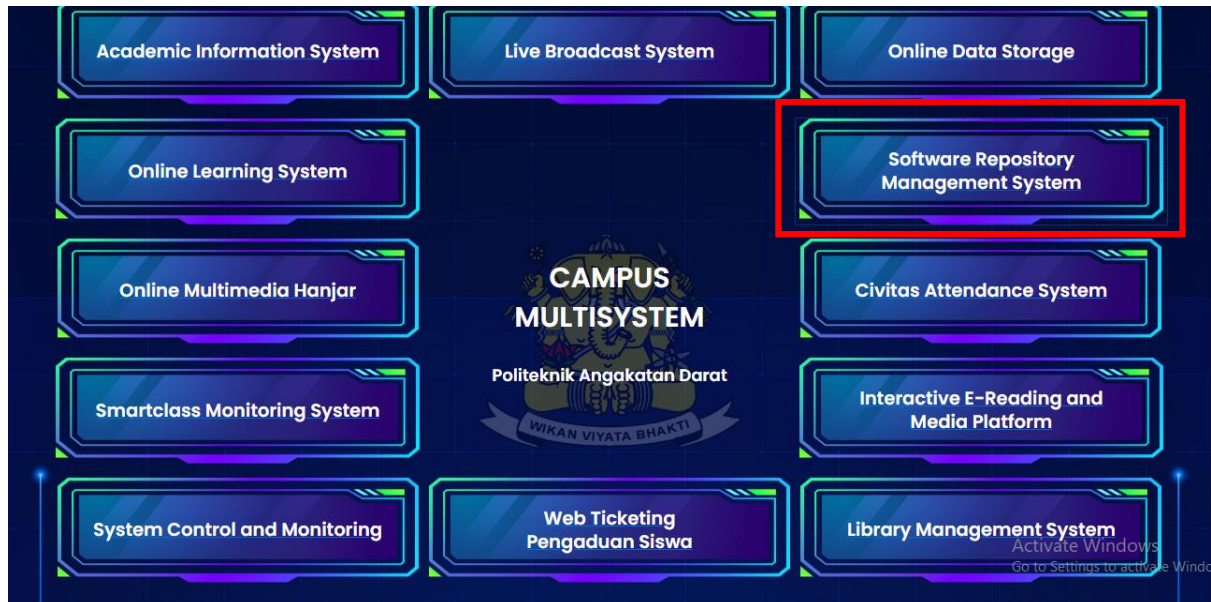 Academic Information System
Live Broadcast System
Online Data Storage
Online Learning System
Software Repository
Management System
Online Multimedia Hanjar
CAMPUS
MULTISYSTEM
Politeknik Angakatan Darat
WIKAN VIYATA BHAKTI
Civitas Attendance System
Smartclass Monitoring System
Interactive E-Reading and
Media Platform
System Control and Monitoring
Web Ticketing
Pengaduan Siswa
Library Management System
Activate Windows
Go to Settings to activate Windo